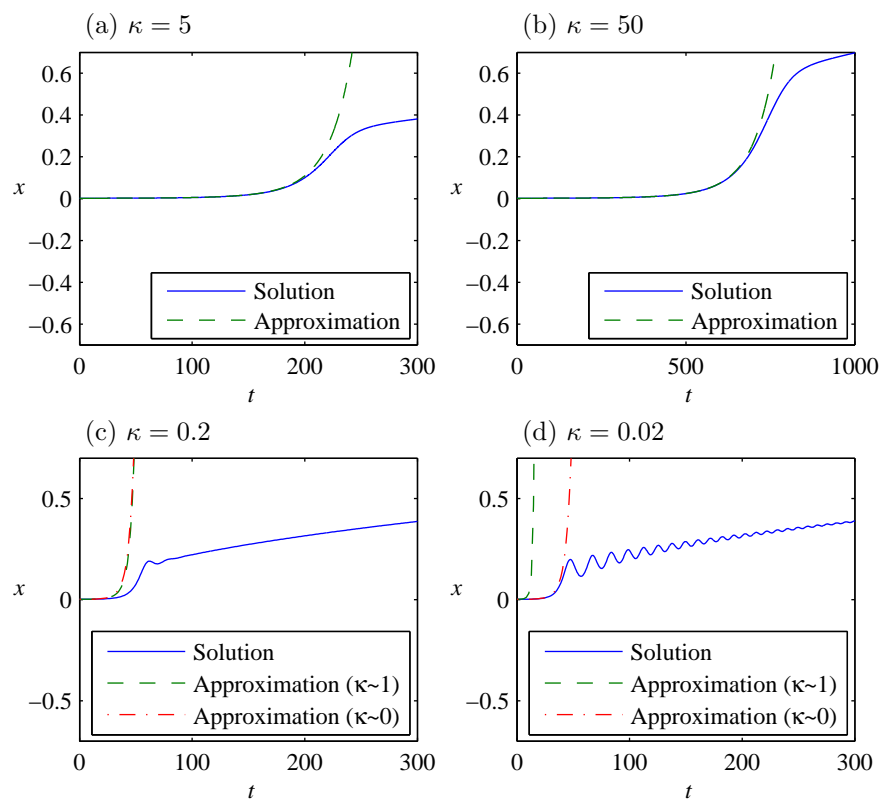 (a) κ = 5
0.6
0.4
0.2
0
−0.2
−0.4
−0.6
x
0
100
200
300
t
Solution
Approximation
(b) κ = 50
0.6
0.4
0.2
0
−0.2
−0.4
−0.6
x
0
500
1000
t
Solution
Approximation
(c) κ = 0.2
0.5
0
−0.5
x
0
100
200
300
t
Solution
Approximation (κ~1)
Approximation (κ~0)
(d) κ = 0.02
0.5
0
−0.5
x
0
100
200
300
t
Solution
Approximation (κ~1)
Approximation (κ~0)